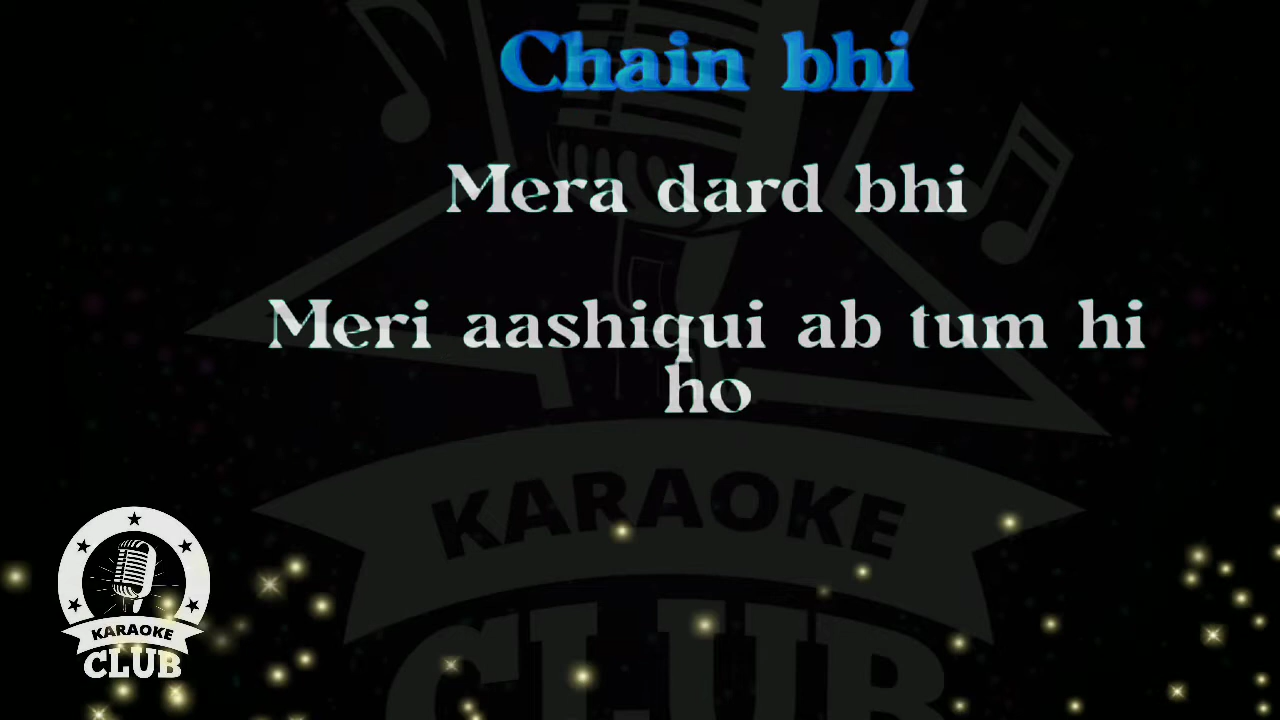 Chain bhi
Mera dard bhi
Meri aashiqui ab tum hi
ho
KARAOKE
CLUB
KARAOKE
CLUB